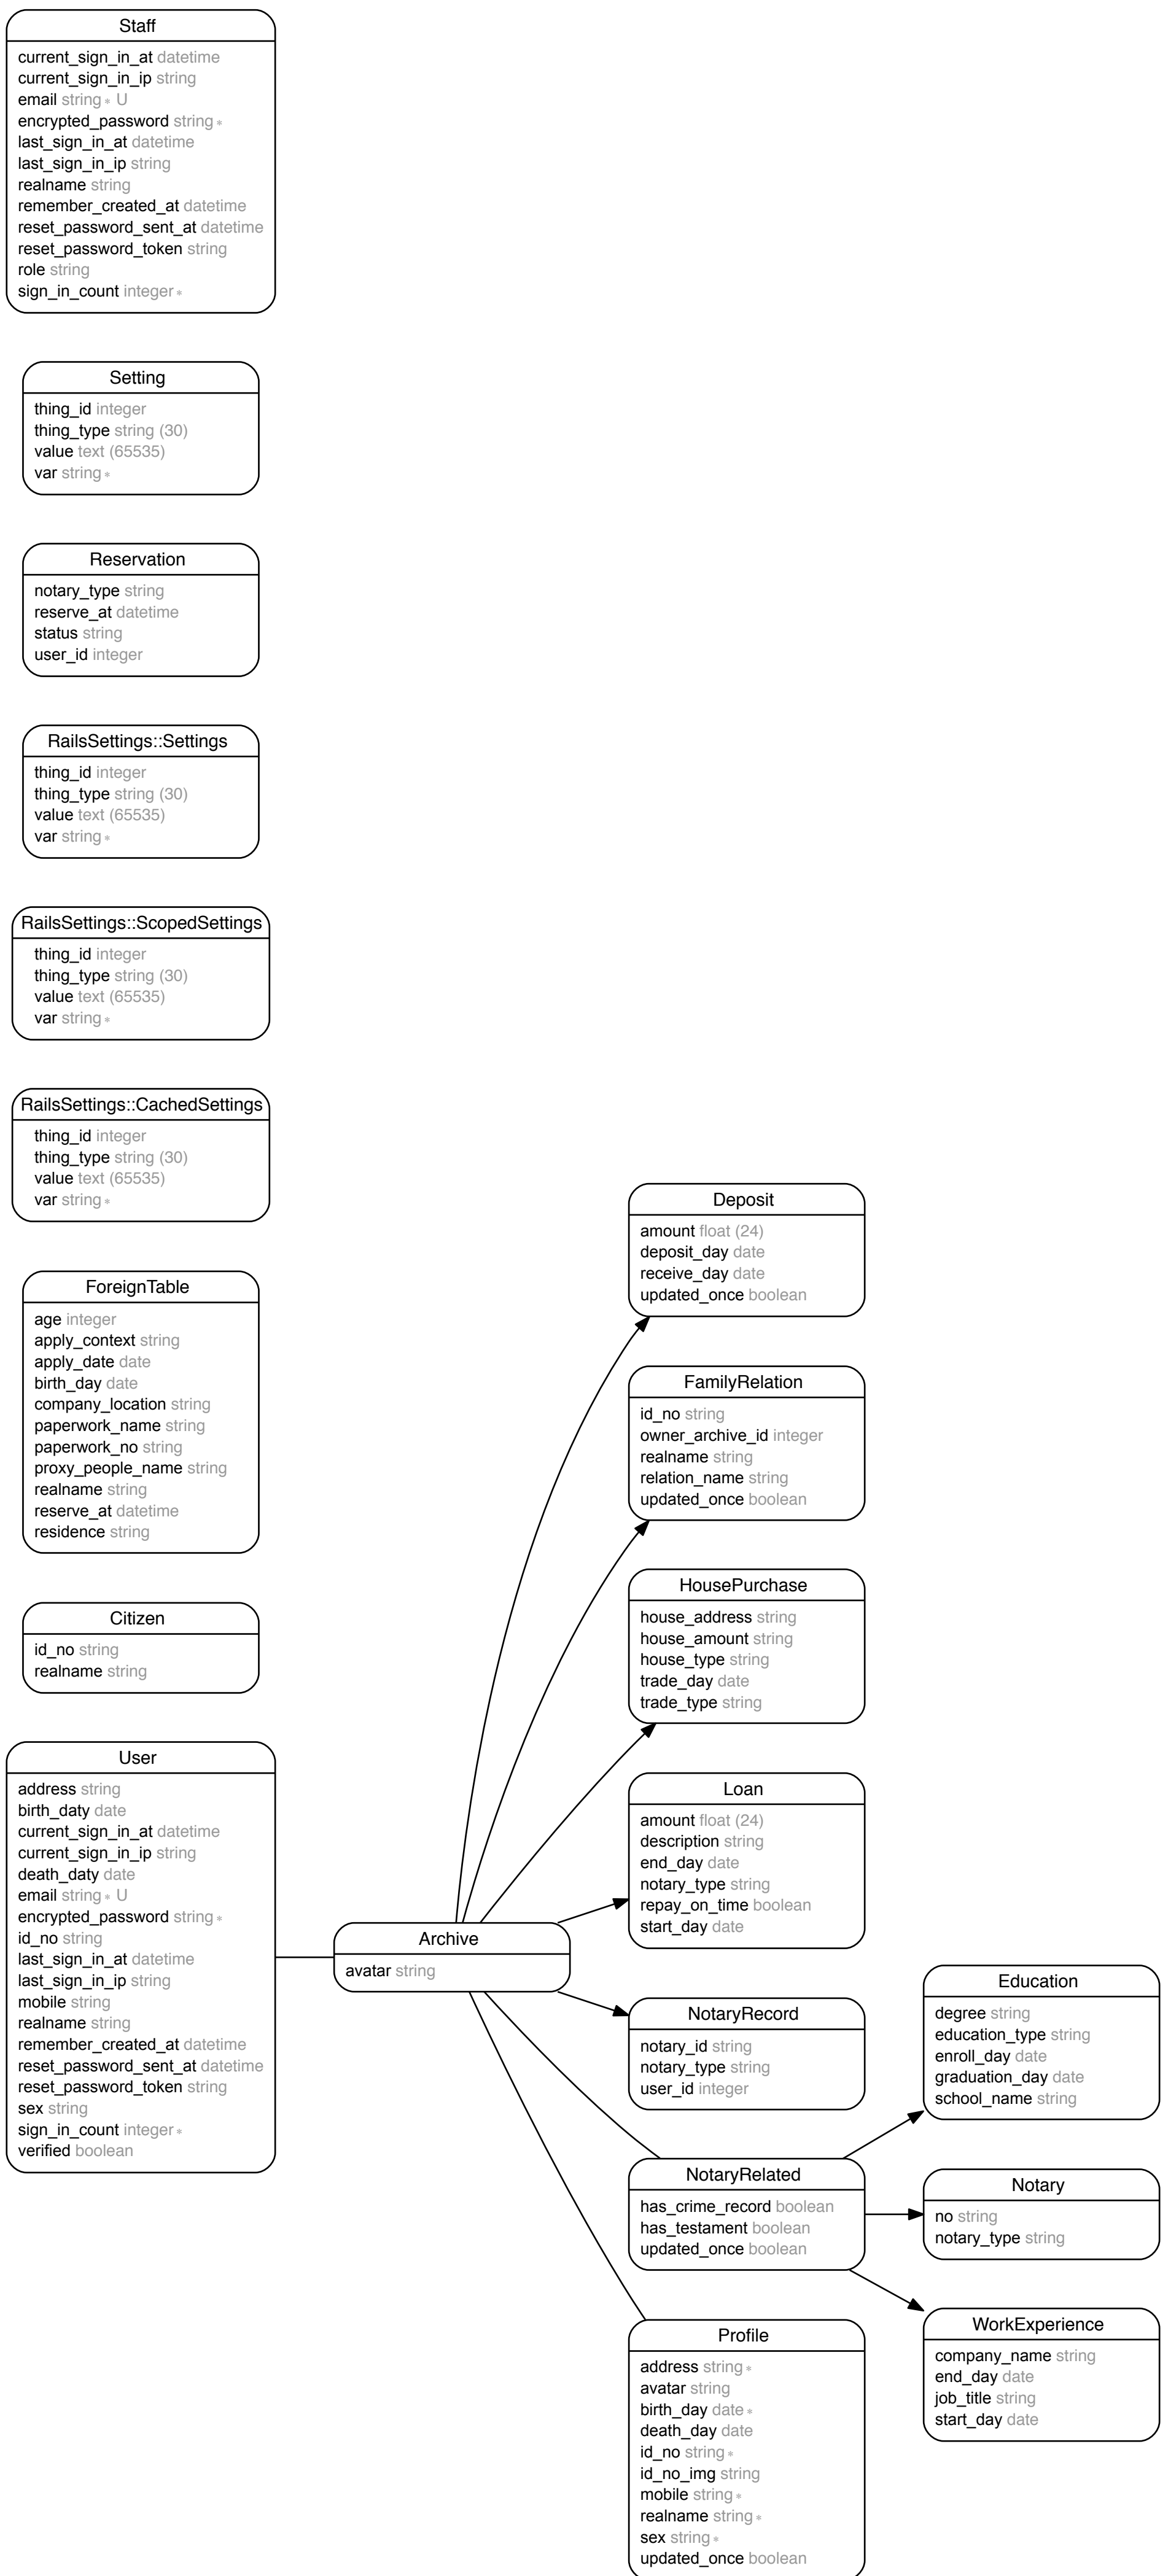 Staff
current_sign_in_at datetime
current_sign_in_ip string
email string * U
encrypted_password string *
last_sign_in_at datetime
last_sign_in_ip string
realname string
remember_created_at datetime
reset_password_sent_at datetime
reset_password_token string
role string
sign_in_count integer *
Setting
thing_id integer
thing_type string (30)
value text (65535)
var string *
Reservation
notary_type string
reserve_at datetime
status string
user_id integer
RailsSettings::Settings
thing_id integer
thing_type string (30)
value text (65535)
var string *
RailsSettings::ScopedSettings
thing_id integer
thing_type string (30)
value text (65535)
var string *
RailsSettings::CachedSettings
thing_id integer
thing_type string (30)
value text (65535)
var string *
ForeignTable
age integer
apply_context string
apply_date date
birth_day date
company_location string
paperwork_name string
paperwork_no string
proxy_people_name string
realname string
reserve_at datetime
residence string
Citizen
id_no string
realname string
User
address string
birth_daty date
current_sign_in_at datetime
current_sign_in_ip string
death_daty date
email string * U
encrypted_password string *
id_no string
last_sign_in_at datetime
last_sign_in_ip string
mobile string
realname string
remember_created_at datetime
reset_password_sent_at datetime
reset_password_token string
sex string
sign_in_count integer *
verified boolean
Archive
avatar string
Deposit
amount float (24)
deposit_day date
receive_day date
updated_once boolean
FamilyRelation
id_no string
owner_archive_id integer
realname string
relation_name string
updated_once boolean
HousePurchase
house_address string
house_amount string
house_type string
trade_day date
trade_type string
Loan
amount float (24)
description string
end_day date
notary_type string
repay_on_time boolean
start_day date
NotaryRecord
notary_id string
notary_type string
user_id integer
NotaryRelated
has_crime_record boolean
has_testament boolean
updated_once boolean
Profile
address string *
avatar string
birth_day date *
death_day date
id_no string *
id_no_img string
mobile string *
realname string *
sex string *
updated_once boolean
Education
degree string
education_type string
enroll_day date
graduation_day date
school_name string
Notary
no string
notary_type string
WorkExperience
company_name string
end_day date
job_title string
start_day date